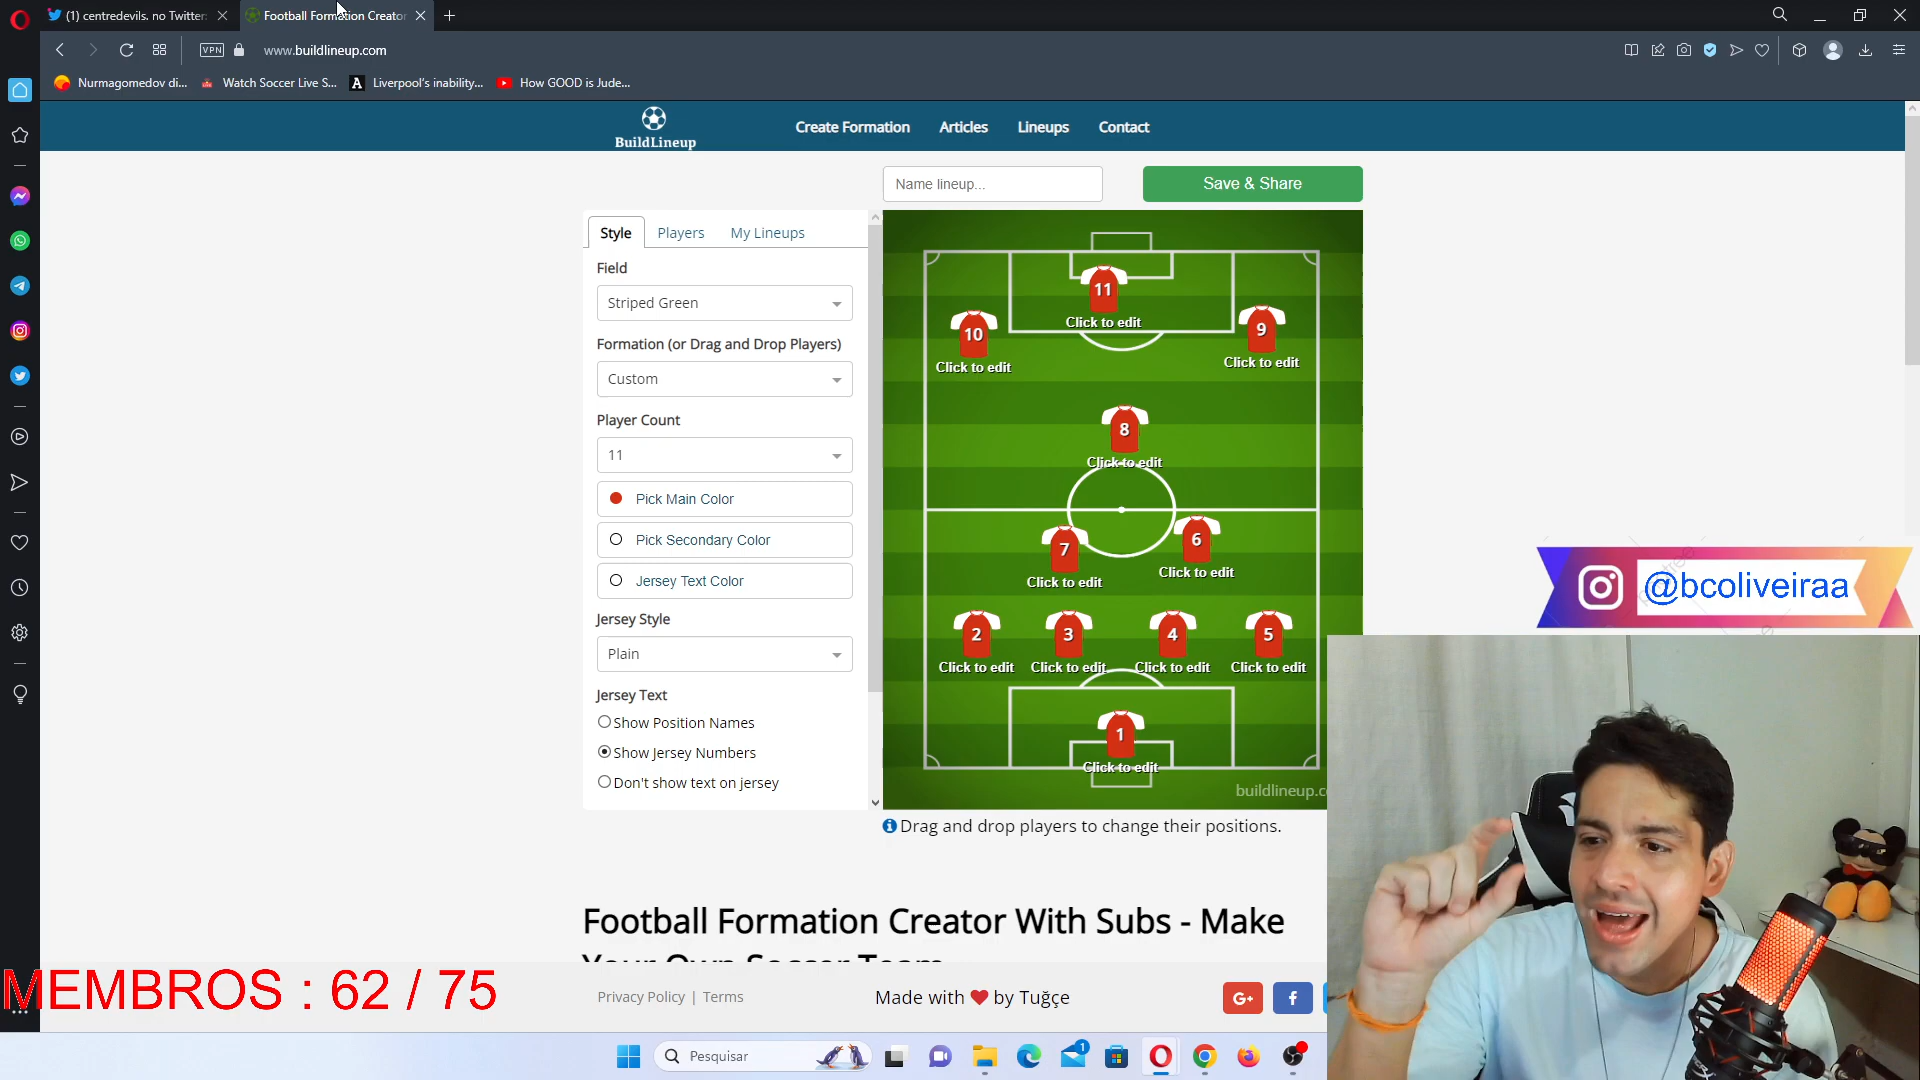 (1) centredevils. no Twitter:
Football Formation Creator
VPN
www.buildlineup.com
Nurmagomedov di...
Watch Soccer Live S...
A
Liverpool's inability...
How GOOD is Jude...
BuildLineup
Create Formation
Articles
Lineups
Contact
Name lineup...
Save & Share
Style
Players
My Lineups
Field
Striped Green
Formation (or Drag and Drop Players)
Custom
Player Count
11
Pick Main Color
Pick Secondary Color
Jersey Text Color
Jersey Style
Plain
Jersey Text
Show Position Names
Show Jersey Numbers
Don't show text on jersey
11
Click to edit
10
Click to edit
9
Click to edit
8
Click to edit
7
Click to edit
6
Click to edit
2
Click to edit
3
Click to edit
4
Click to edit
5
Click to edit
1
Click to edit
buildlineup.c
Drag and drop players to change their positions.
@bcoliveiraa
Football Formation Creator With Subs - Make
Your Own Soccer Team
MEMBROS : 62 / 75
Privacy Policy | Terms
Made with ❤ by Tuğçe
G+
f
Pesquisar
1